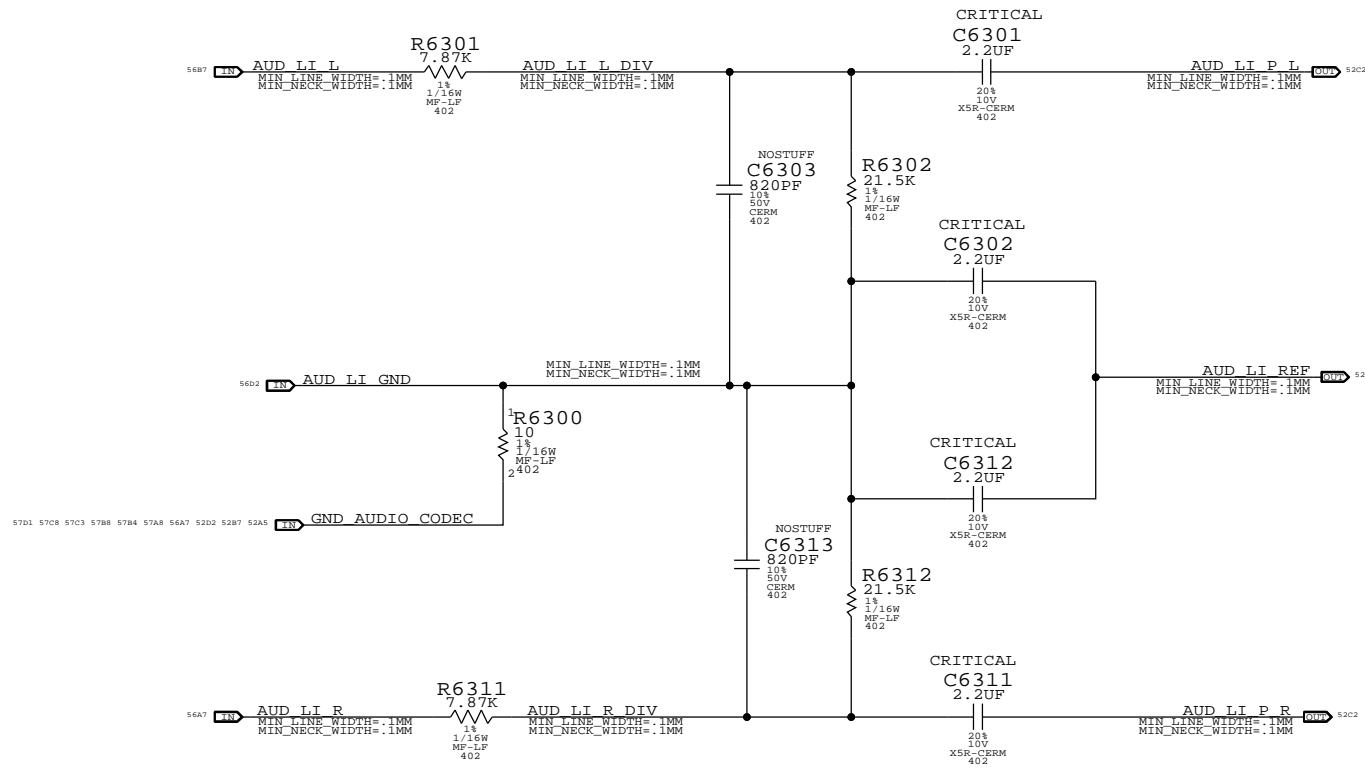 CRITICAL
C6301
2.2UF
20%
10V
X5R-CERM
402
R6301
7.87K
1%
1/16W
MF-LF
402
56B7 IN AUD_LI_L
MIN_LINE_WIDTH=.1MM
MIN_NECK_WIDTH=.1MM
AUD_LI_L_DIV
MIN_LINE_WIDTH=.1MM
MIN_NECK_WIDTH=.1MM
AUD_LI_P_L OUT 52C2
MIN_LINE_WIDTH=.1MM
MIN_NECK_WIDTH=.1MM
NOSTUFF
C6303
820PF
10%
50V
CERM
402
R6302
21.5K
1%
1/16W
MF-LF
402
CRITICAL
C6302
2.2UF
20%
10V
X5R-CERM
402
56D2 IN AUD_LI_GND
MIN_LINE_WIDTH=.1MM
MIN_NECK_WIDTH=.1MM
AUD_LI_REF OUT 52
MIN_LINE_WIDTH=.1MM
MIN_NECK_WIDTH=.1MM
1
R6300
10
1%
1/16W
MF-LF
402
2
57D1 57C8 57C3 57B8 57B4 57A8 56A7 52D2 52B7 52A5 IN GND_AUDIO_CODEC
CRITICAL
C6312
2.2UF
20%
10V
X5R-CERM
402
NOSTUFF
C6313
820PF
10%
50V
CERM
402
R6312
21.5K
1%
1/16W
MF-LF
402
CRITICAL
C6311
2.2UF
20%
10V
X5R-CERM
402
R6311
7.87K
1%
1/16W
MF-LF
402
56A7 IN AUD_LI_R
MIN_LINE_WIDTH=.1MM
MIN_NECK_WIDTH=.1MM
AUD_LI_R_DIV
MIN_LINE_WIDTH=.1MM
MIN_NECK_WIDTH=.1MM
AUD_LI_P_R OUT 52C2
MIN_LINE_WIDTH=.1MM
MIN_NECK_WIDTH=.1MM